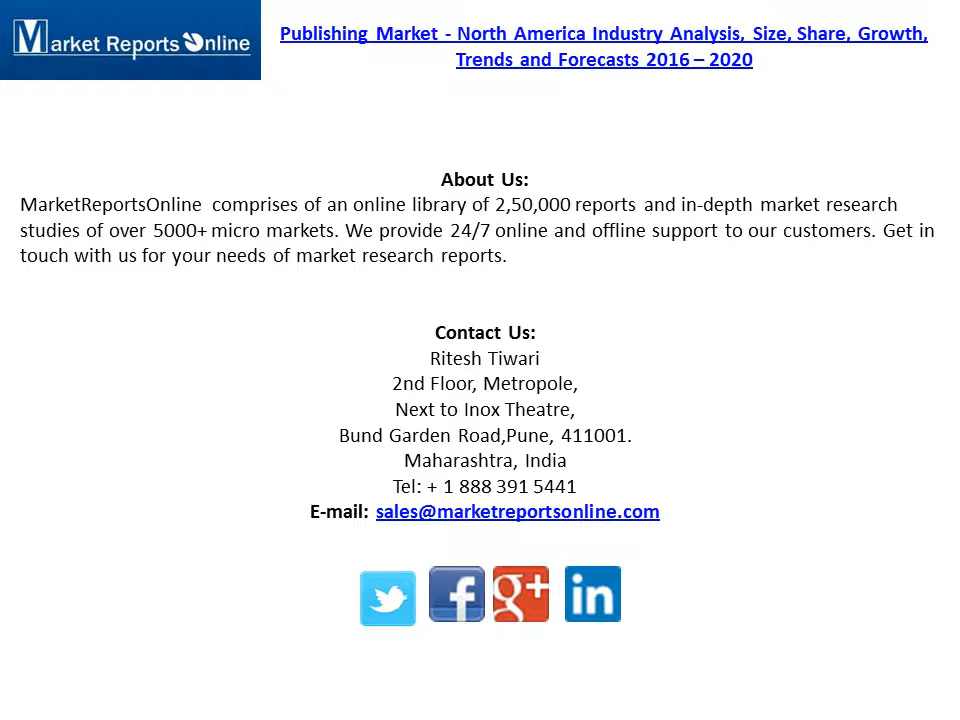 Market Reports Online
Publishing Market - North America Industry Analysis, Size, Share, Growth,
Trends and Forecasts 2016 – 2020
About Us:
MarketReportsOnline comprises of an online library of 2,50,000 reports and in-depth market research
studies of over 5000+ micro markets. We provide 24/7 online and offline support to our customers. Get in
touch with us for your needs of market research reports.
Contact Us:
Ritesh Tiwari
2nd Floor, Metropole,
Next to Inox Theatre,
Bund Garden Road,Pune, 411001.
Maharashtra, India
Tel: + 1 888 391 5441
E-mail: sales@marketreportsonline.com
f g+ in